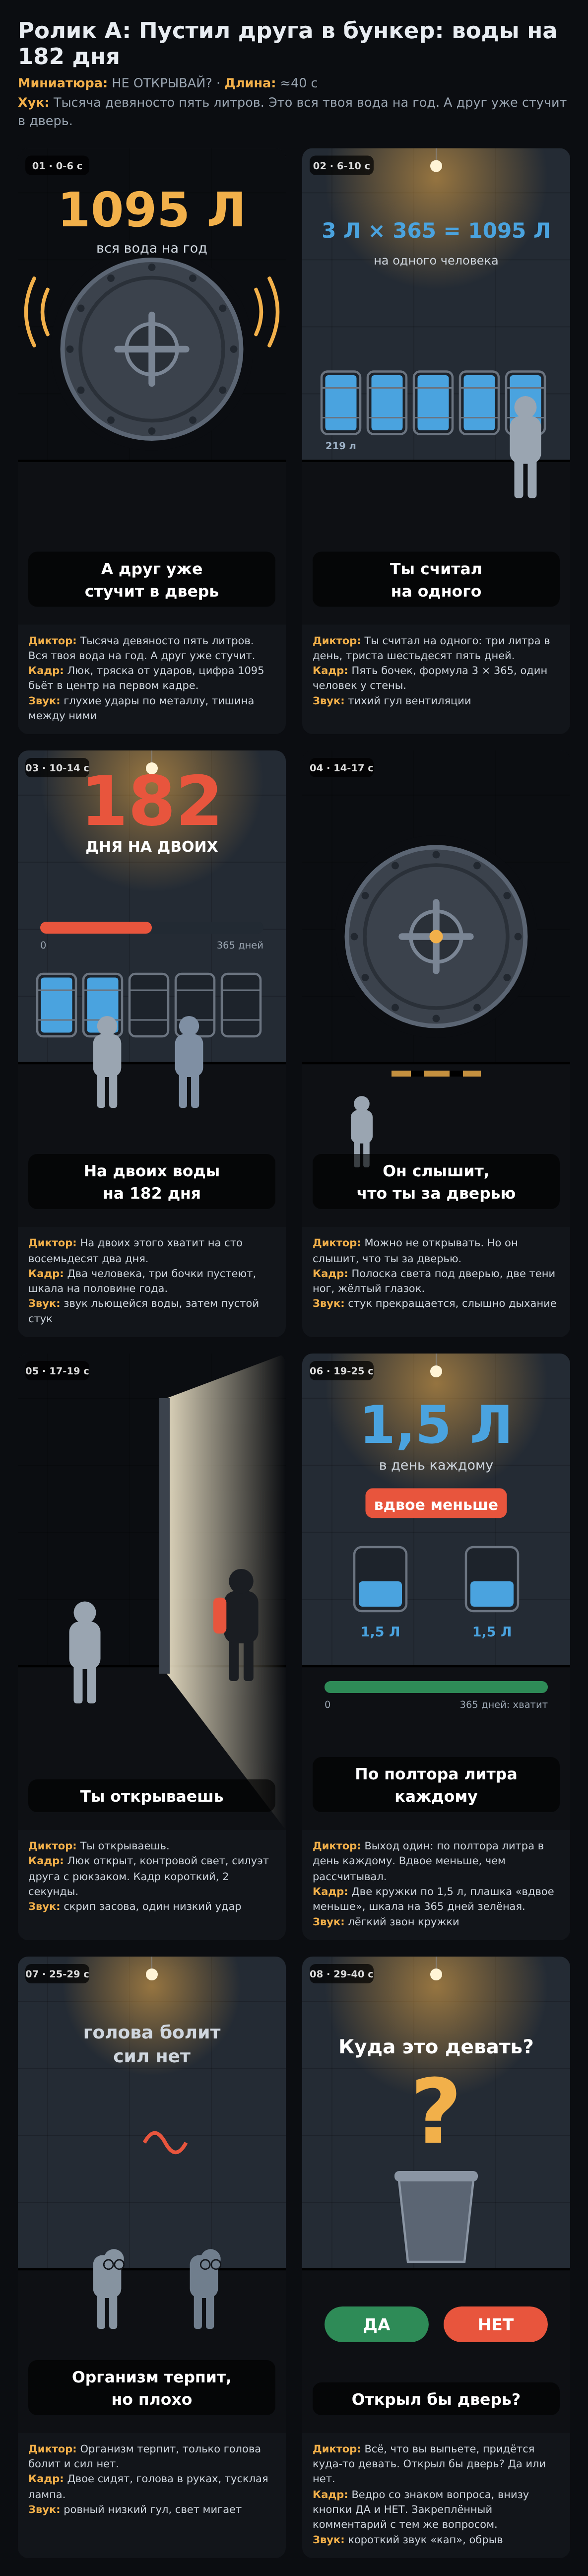 Ролик А: Пустил друга в бункер: воды на
182 дня
Миниатюра: НЕ ОТКРЫВАЙ? · Длина: ≈40 с
Хук: Тысяча девяносто пять литров. Это вся твоя вода на год. А друг уже стучит
в дверь.
01 · 0-6 с
1095 Л
вся вода на год
А друг уже
стучит в дверь
Диктор: Тысяча девяносто пять литров.
Вся твоя вода на год. А друг уже стучит.
Кадр: Люк, тряска от ударов, цифра 1095
бьёт в центр на первом кадре.
Звук: глухие удары по металлу, тишина
между ними
02 · 6-10 с
3 Л × 365 = 1095 Л
на одного человека
219 л
Ты считал
на одного
Диктор: Ты считал на одного: три литра в
день, триста шестьдесят пять дней.
Кадр: Пять бочек, формула 3 × 365, один
человек у стены.
Звук: тихий гул вентиляции
03 · 10-14 с
182
ДНЯ НА ДВОИХ
0
365 дней
На двоих воды
на 182 дня
Диктор: На двоих этого хватит на сто
восемьдесят два дня.
Кадр: Два человека, три бочки пустеют,
шкала на половине года.
Звук: звук льющейся воды, затем пустой
стук
04 · 14-17 с
Он слышит,
что ты за дверью
Диктор: Можно не открывать. Но он
слышит, что ты за дверью.
Кадр: Полоска света под дверью, две тени
ног, жёлтый глазок.
Звук: стук прекращается, слышно дыхание
05 · 17-19 с
Ты открываешь
Диктор: Ты открываешь.
Кадр: Люк открыт, контровой свет, силуэт
друга с рюкзаком. Кадр короткий, 2
секунды.
Звук: скрип засова, один низкий удар
06 · 19-25 с
1,5 Л
в день каждому
вдвое меньше
1,5 Л
1,5 Л
0
365 дней: хватит
По полтора литра
каждому
Диктор: Выход один: по полтора литра в
день каждому. Вдвое меньше, чем
рассчитывал.
Кадр: Две кружки по 1,5 л, плашка «вдвое
меньше», шкала на 365 дней зелёная.
Звук: лёгкий звон кружки
07 · 25-29 с
голова болит
сил нет
Организм терпит,
но плохо
Диктор: Организм терпит, только голова
болит и сил нет.
Кадр: Двое сидят, голова в руках, тусклая
лампа.
Звук: ровный низкий гул, свет мигает
08 · 29-40 с
Куда это девать?
?
ДА
НЕТ
Открыл бы дверь?
Диктор: Всё, что вы выпьете, придётся
куда-то девать. Открыл бы дверь? Да или
нет.
Кадр: Ведро со знаком вопроса, внизу
кнопки ДА и НЕТ. Закреплённый
комментарий с тем же вопросом.
Звук: короткий звук «кап», обрыв